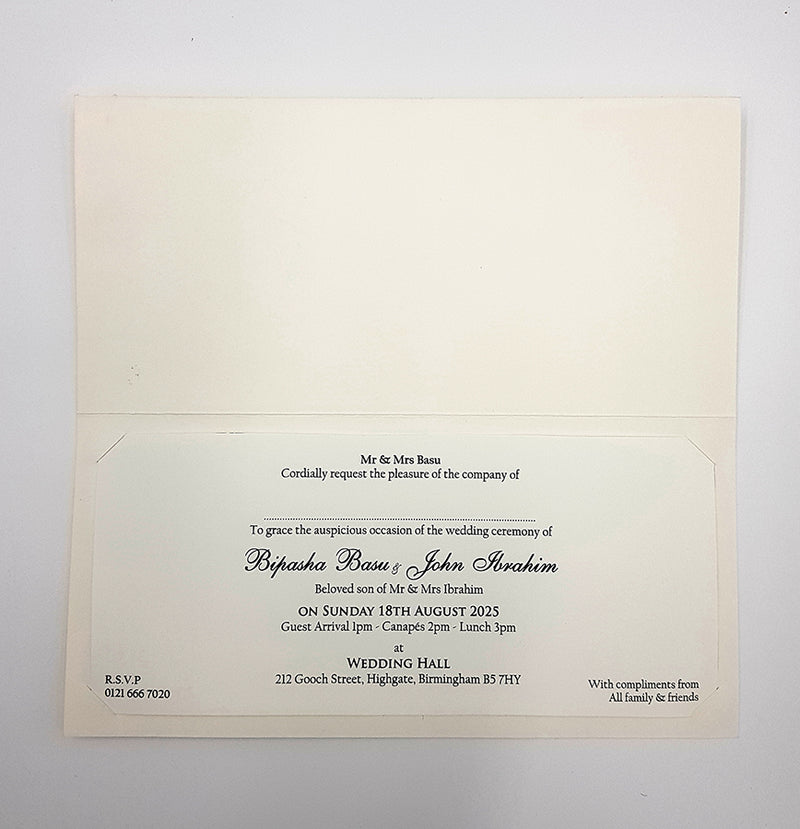 Mr & Mrs Basu
Cordially request the pleasure of the company of
To grace the auspicious occasion of the wedding ceremony of
Bipasha Basu & John Ibrahim
Beloved son of Mr & Mrs Ibrahim
ON SUNDAY 18TH AUGUST 2025
Guest Arrival 1pm - Canapés 2pm - Lunch 3pm
at
WEDDING HALL
212 Gooch Street, Highgate, Birmingham B5 7HY
R.S.V.P
0121 666 7020
With compliments from
All family & friends